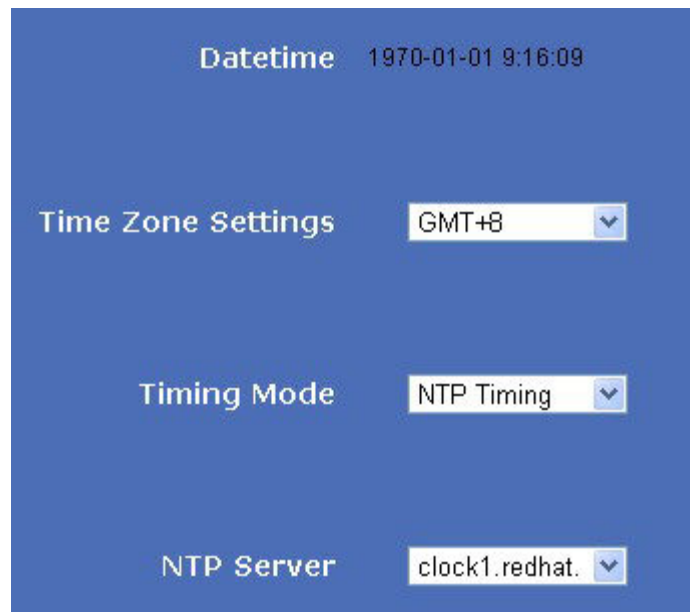 Datetime 1970-01-01 9:16:09
Time Zone Settings GMT+8
Timing Mode NTP Timing
NTP Server clock1.redhat.